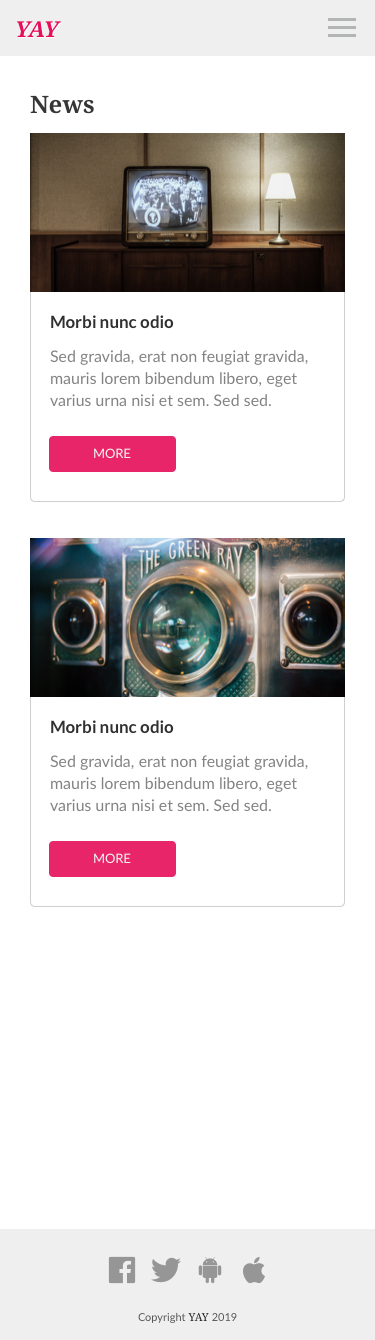 YAY
News
Morbi nunc odio
Sed gravida, erat non feugiat gravida,
mauris lorem bibendum libero, eget
varius urna nisi et sem. Sed sed.
MORE
THE GREEN RAY
Morbi nunc odio
Sed gravida, erat non feugiat gravida,
mauris lorem bibendum libero, eget
varius urna nisi et sem. Sed sed.
MORE
Copyright YAY 2019